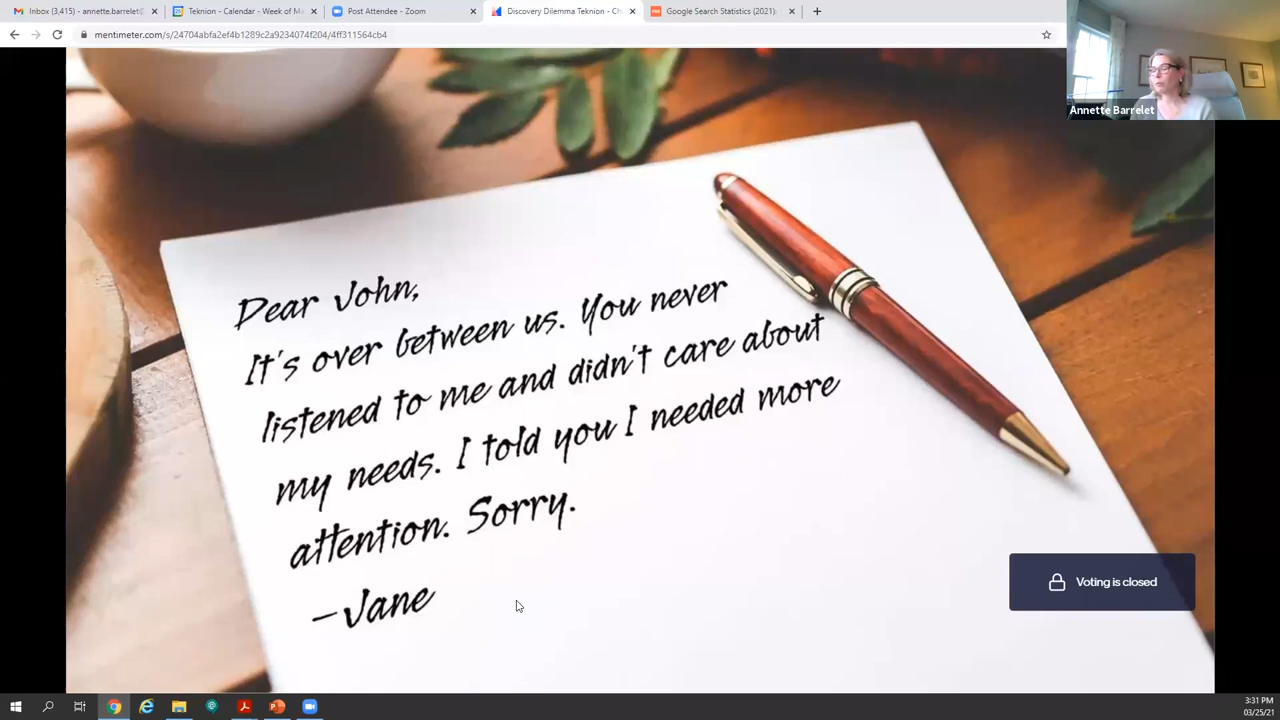 Inbox (3,415) - annette.barrelet@
Teknion - Calendar - Week of M
Post Attendee - Zoom
Discovery Dilemma Teknion - Ch
Google Search Statistics (2021)
mentimeter.com/s/24704abfa2ef4b1289c2a9234074f204/4ff311564cb4
Annette Barrelet
Dear John,
It's over between us. You never
listened to me and didn't care about
my needs. I told you I needed more
attention. Sorry.
–Jane
Voting is closed
3:31 PM
03/25/21